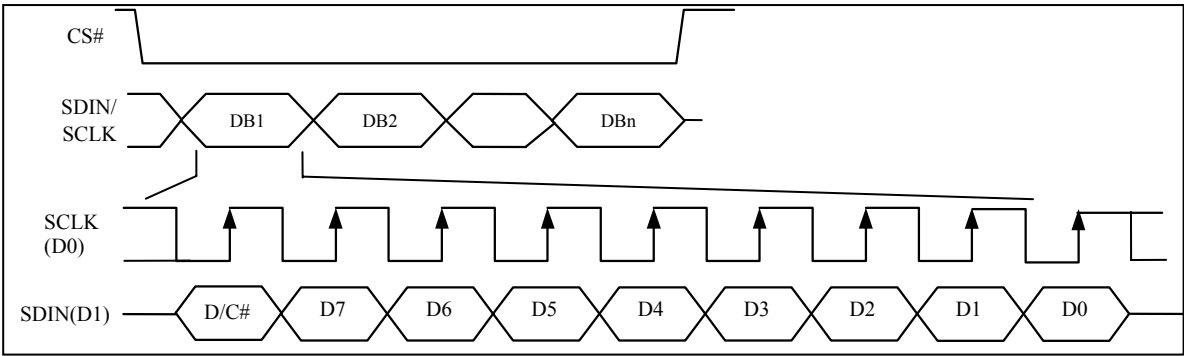 CS#
SDIN/
SCLK
DB1 DB2 DBn
SCLK
(D0)
SDIN(D1) D/C# D7 D6 D5 D4 D3 D2 D1 D0